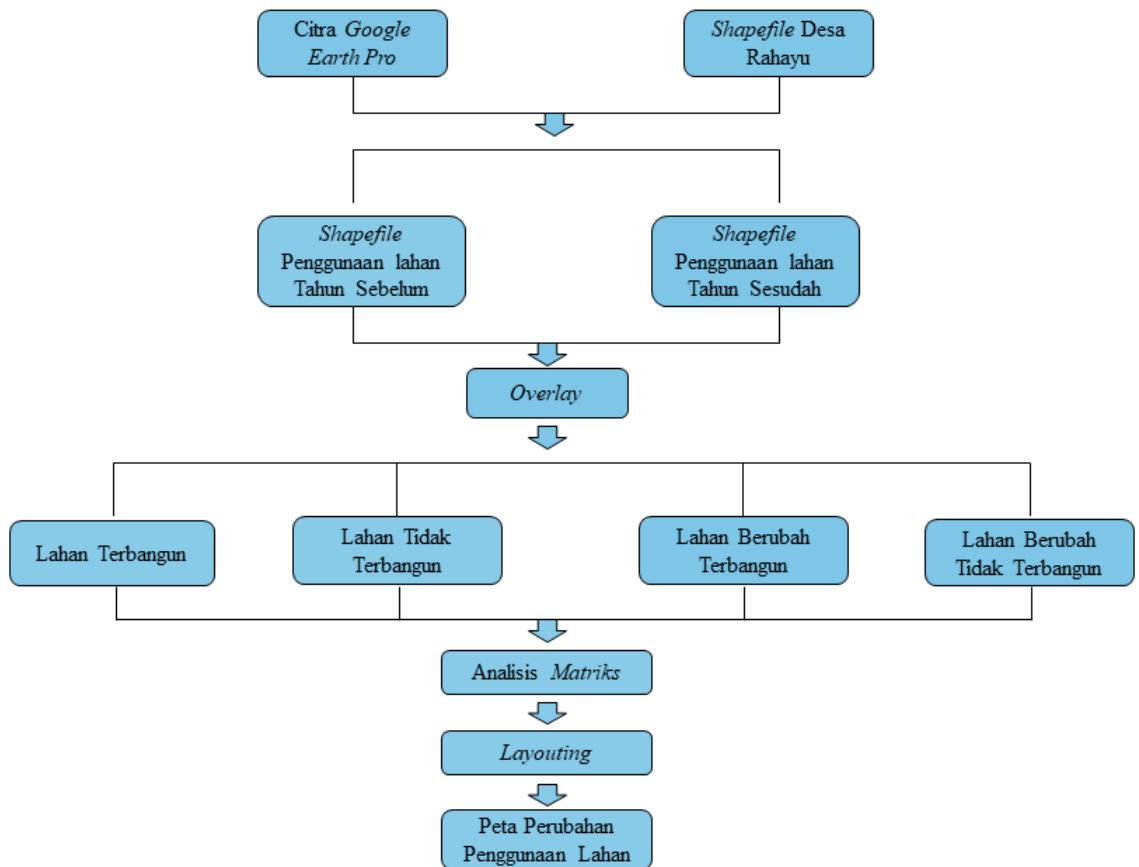 Citra Google
Earth Pro
Shapefile Desa
Rahayu
Shapefile
Penggunaan lahan
Tahun Sebelum
Shapefile
Penggunaan lahan
Tahun Sesudah
Overlay
Lahan Terbangun
Lahan Tidak
Terbangun
Lahan Berubah
Terbangun
Lahan Berubah
Tidak Terbangun
Analisis Matriks
Layouting
Peta Perubahan
Penggunaan Lahan